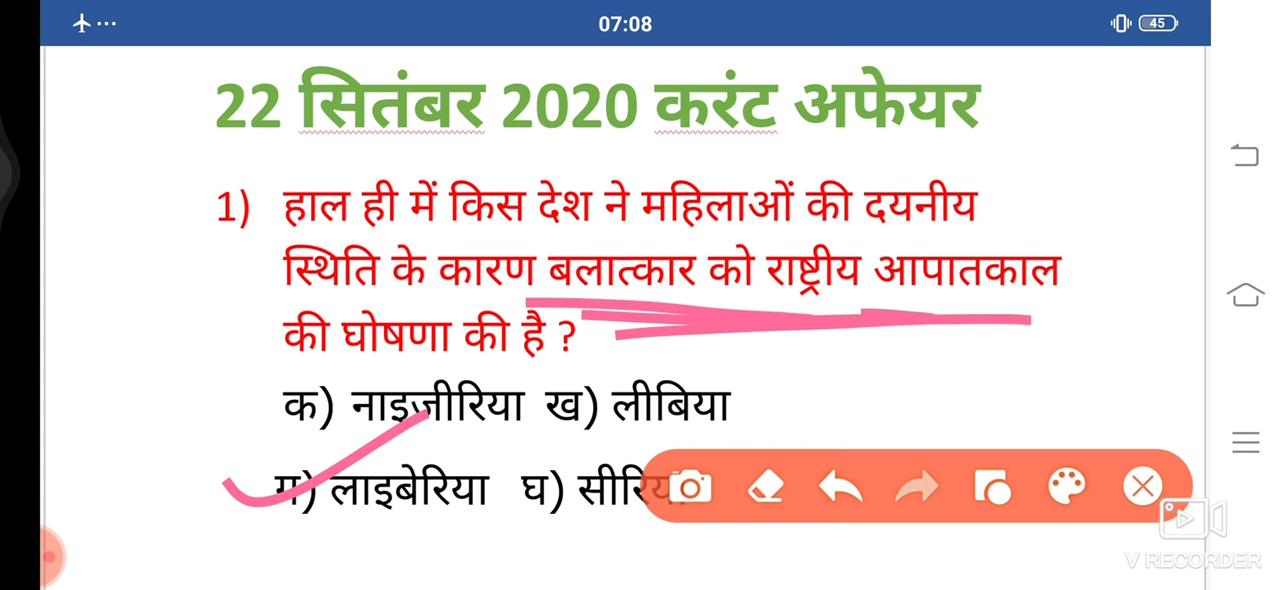 07:08
45
22 सितंबर 2020 करंट अफेयर
1) हाल ही में किस देश ने महिलाओं की दयनीय
स्थिति के कारण बलात्कार को राष्ट्रीय आपातकाल
की घोषणा की है ?
क) नाइजीरिया ख) लीबिया
ग) लाइबेरिया घ) सीरिया
V RECORDER